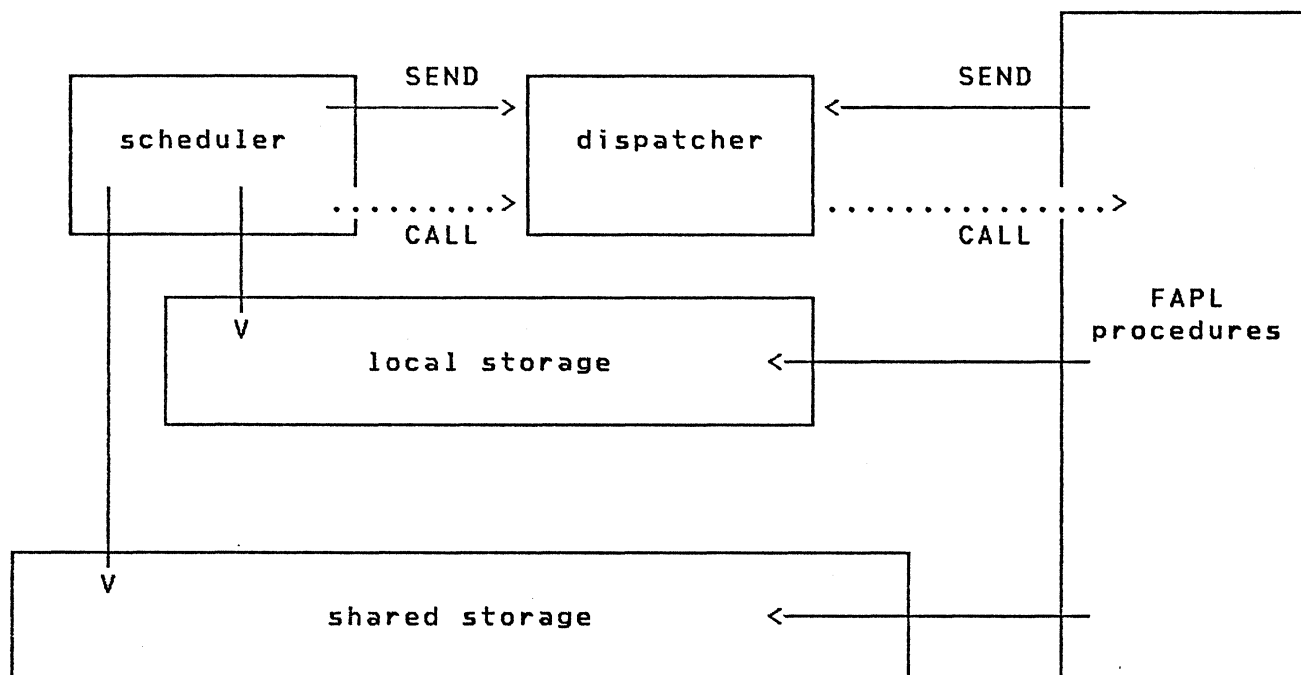 SEND
SEND
scheduler
dispatcher
CALL
CALL
FAPL
procedures
local storage
shared storage